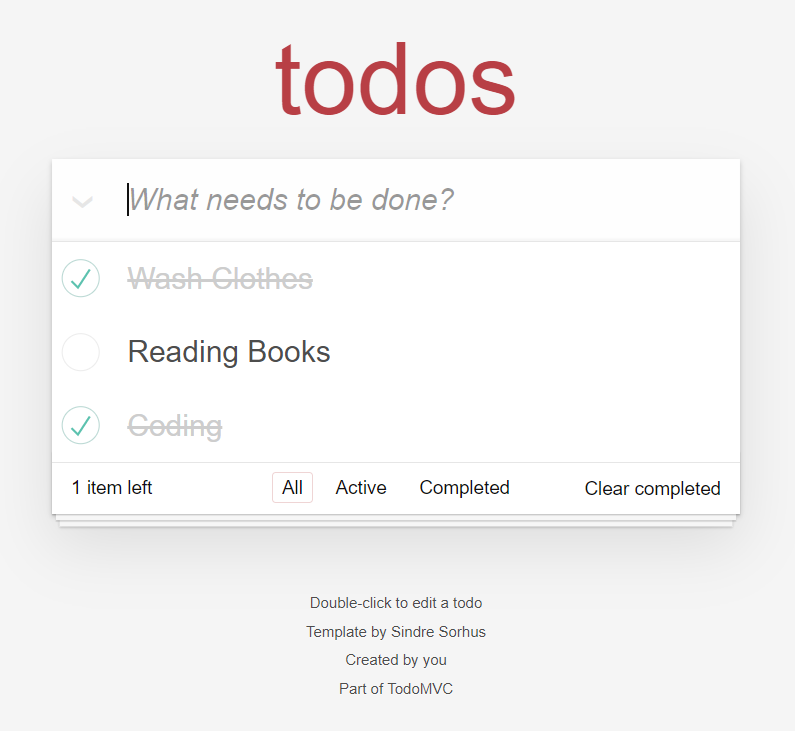 todos
What needs to be done?
Wash Clothes
Reading Books
Coding
1 item left All Active Completed Clear completed
Double-click to edit a todo
Template by Sindre Sorhus
Created by you
Part of TodoMVC